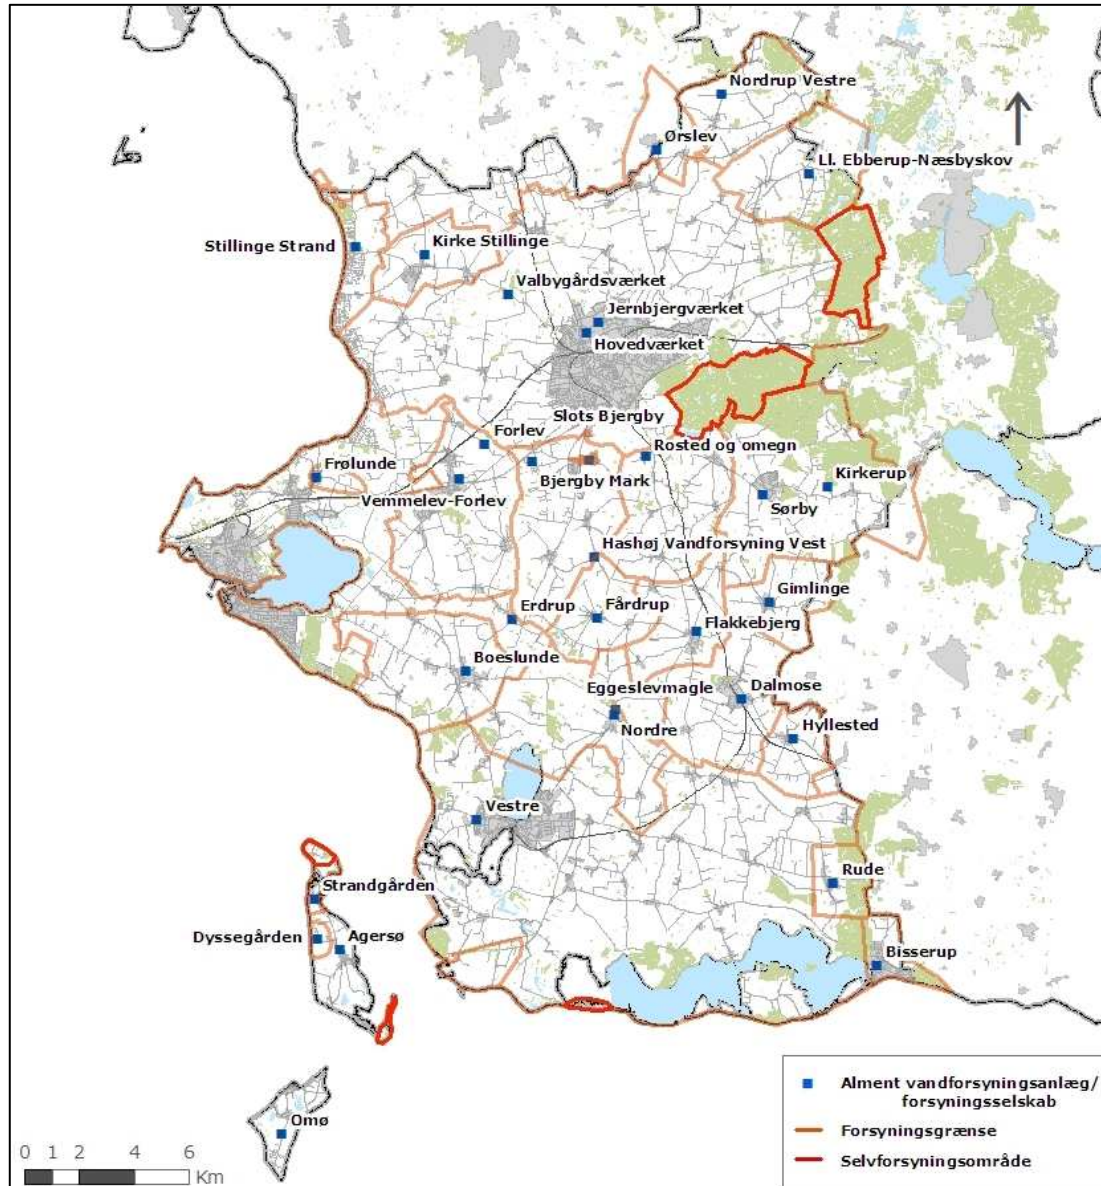 Nordrup Vestre
Ørslev
Ll. Ebberup-Næsbyskov
Stillinge Strand
Kirke Stillinge
Valbygårdsværket
Jernbjergværket
Hovedværket
Slots Bjergby
Forlev
Rosted og omegn
Frølunde
Bjergby Mark
Kirkerup
Vemmelev-Forlev
Sørby
Hashøj Vandforsyning Vest
Gimlinge
Erdrup
Fårdrup
Flakkebjerg
Boeslunde
Eggeslevmagle
Dalmose
Nordre
Hyllested
Vestre
Rude
Strandgården
Dyssegården
Agersø
Bisserup
Omø
Alment vandforsyningsanlæg/
forsyningsselskab
Forsyningsgrænse
Selvforsyningsområde
0 1 2 4 6
Km